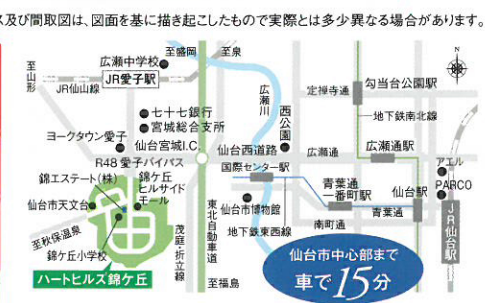 ス及び間取図は、図面を基に描き起こしたもので実際とは多少異なる場合があります。
至盛岡
至泉
N
広瀬中学校
JR愛子駅
至山形
JR仙山線
広瀬川
定禅寺通
勾当台公園駅
七十七銀行
宮城総合支所
西公園
地下鉄南北線
ヨークタウン愛子
仙台宮城I.C.
仙台西道路
広瀬通
広瀬通駅
R48愛子バイパス
国際センター駅
アエル
錦エステート(株)
錦ケ丘ヒルサイドモール
青葉通一番町駅
仙台駅
PARCO
仙台市天文台
仙台市博物館
青葉通
JR仙台駅
至秋保温泉
錦ケ丘小学校
茂庭・折立線
東北自動車道
地下鉄東西線
南町通
ハートヒルズ錦ケ丘
至福島
仙台市中心部まで
車で15分